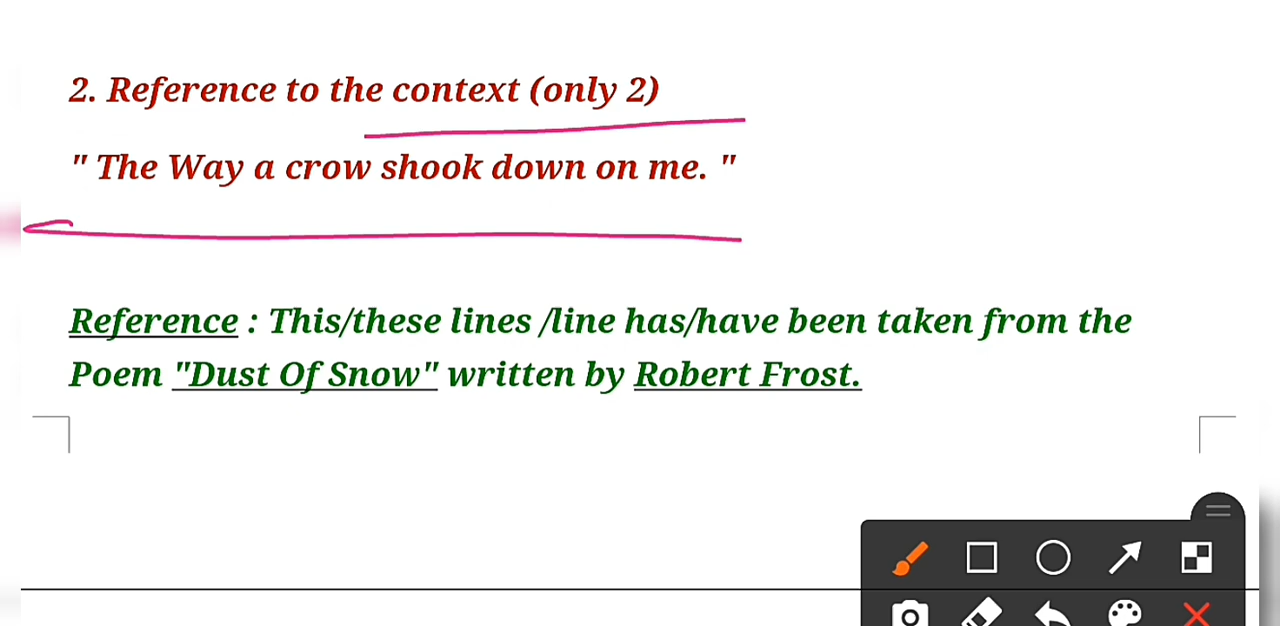 2. Reference to the context (only 2)
" The Way a crow shook down on me. "
Reference : This/these lines /line has/have been taken from the
Poem "Dust Of Snow" written by Robert Frost.